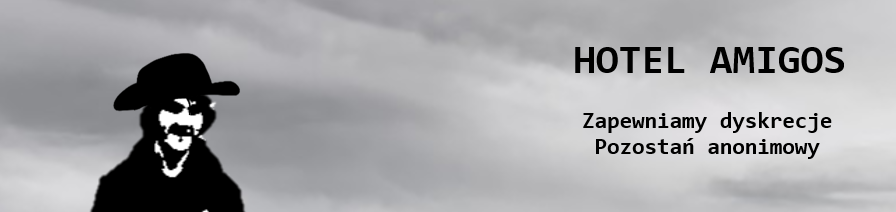 HOTEL AMIGOS
Zapewniamy dyskrecje
Pozostań anonimowy